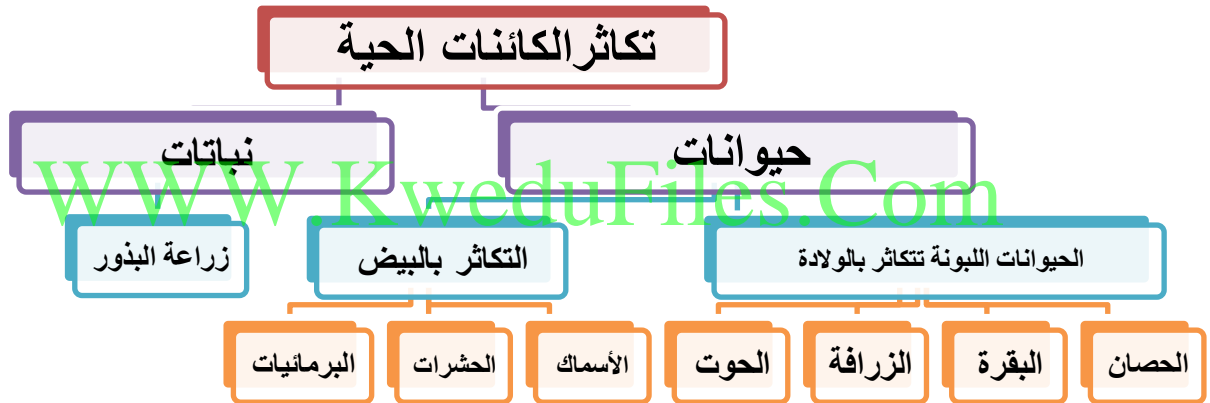 تكاثرالكائنات الحية
حيوانات
نباتات
WWW.KweduFiles.Com
الحيوانات اللبونة تتكاثر بالولادة
التكاثر بالبيض
زراعة البذور
الحصان
البقرة
الزرافة
الحوت
الأسماك
الحشرات
البرمائيات